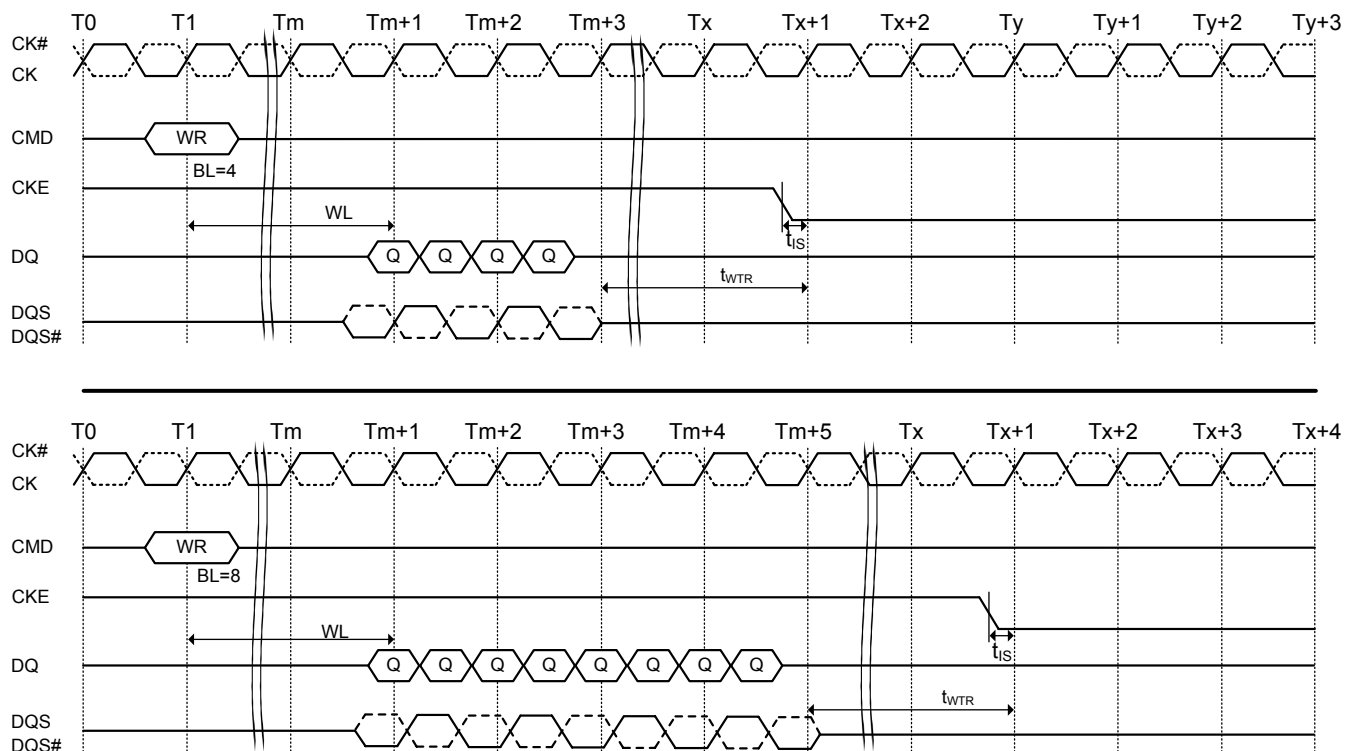 T0 T1 Tm Tm+1 Tm+2 Tm+3 Tx Tx+1 Tx+2 Ty Ty+1 Ty+2 Ty+3
CK#
CK
CMD WR
BL=4
CKE
WL
tIS
DQ Q Q Q Q
tWTR
DQS
DQS#
T0 T1 Tm Tm+1 Tm+2 Tm+3 Tm+4 Tm+5 Tx Tx+1 Tx+2 Tx+3 Tx+4
CK#
CK
CMD WR
BL=8
CKE
WL
tIS
DQ Q Q Q Q Q Q Q Q
tWTR
DQS
DQS#